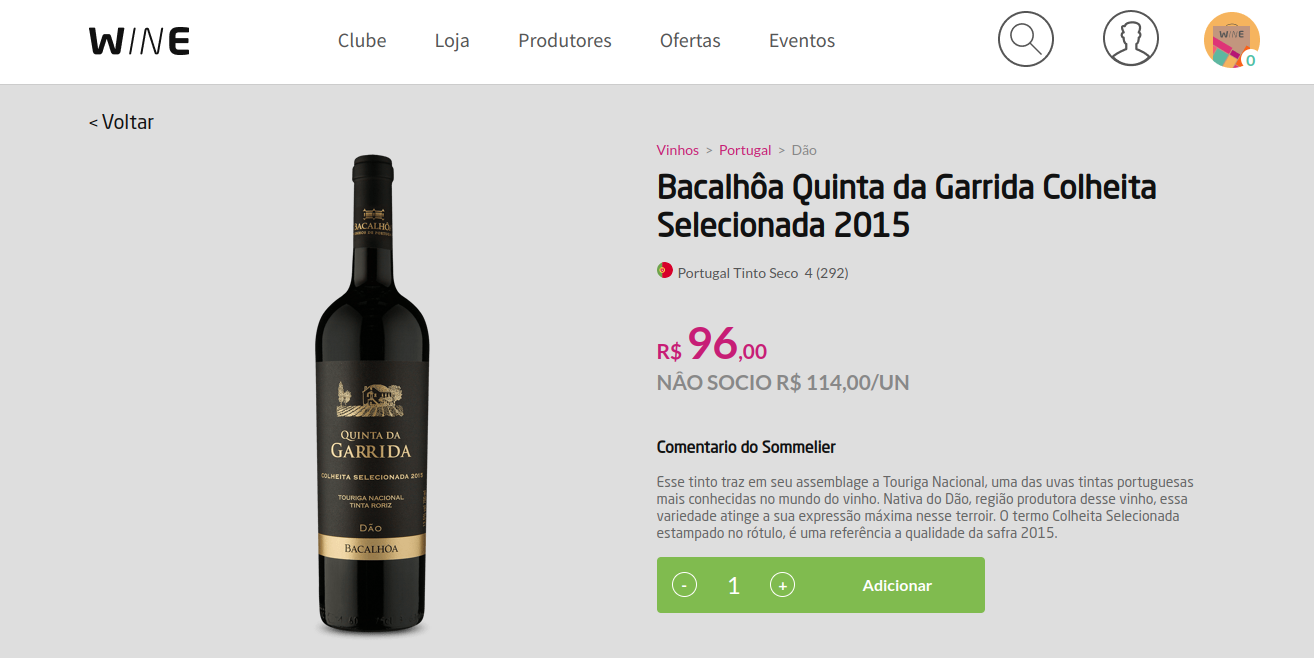 WINE
Clube
Loja
Produtores
Ofertas
Eventos
WINE
0
< Voltar
Vinhos > Portugal > Dão
Bacalhôa Quinta da Garrida Colheita
Selecionada 2015
Portugal Tinto Seco 4 (292)
R$ 96,00
NÂO SOCIO R$ 114,00/UN
Comentario do Sommelier
Esse tinto traz em seu assemblage a Touriga Nacional, uma das uvas tintas portuguesas
mais conhecidas no mundo do vinho. Nativa do Dão, região produtora desse vinho, essa
variedade atinge a sua expressão máxima nesse terroir. O termo Colheita Selecionada
estampado no rótulo, é uma referência a qualidade da safra 2015.
- 1 + Adicionar
BACALHÔA
QUINTA DA
GARRIDA
COLHEITA SELECIONADA 2015
TOURIGA NACIONAL
TINTA RORIZ
DÃO
BACALHÔA